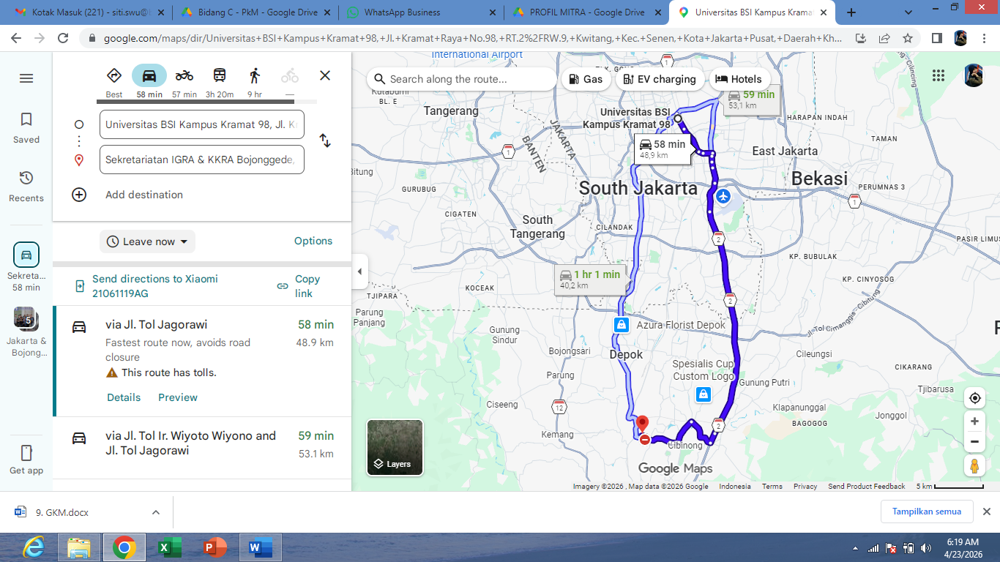 Kotak Masuk (221) - siti.swu@
Bidang C - PkM - Google Drive
WhatsApp Business
PROFIL MITRA - Google Drive
Universitas BSI Kampus Krama
google.com/maps/dir/Universitas+BSI+Kampus+Kramat+98,+Jl.+Kramat+Raya+No.98,+RT.2%2FRW.9,+Kwitang,+Kec.+Senen,+Kota+Jakarta+Pusat,+Daerah+Kh...
Saved
Recents
Sekreta...
58 min
5
Jakarta &
Bojong...
Get app
Best
58 min
57 min
3h 20m
9 hr
—
Universitas BSI Kampus Kramat 98, Jl. K
Sekretariatan IGRA & KKRA Bojonggede,
Add destination
Leave now
Options
Send directions to Xiaomi
21061119AG
Copy
link
via Jl. Tol Jagorawi
58 min
Fastest route now, avoids road
closure
48.9 km
This route has tolls.
Details
Preview
via Jl. Tol Ir. Wiyoto Wiyono and
Jl. Tol Jagorawi
59 min
53.1 km
Search along the route...
Gas
EV charging
Hotels
International Airport
BL. E
Tangerang
JAKARTA
BANTEN
Universitas BSI
Kampus Kramat 98
59 min
53,1 km
HARAPAN INDAH
TAMAN
58 min
48,9 km
East Jakarta
Bekasi
1
1
1
Bitung
GURUBUG
South Jakarta
PERUMNAS 3
CIGATEN
South
Tangerang
CILANDAK
2
PASIR LIMUS
KP. BUBULAK
1 hr 1 min
40,2 km
KOCEAK
KP. CINYOSOG
TJIPARA
2
Parung
Panjang
Azura Florist Depok
Jl. Tol Cimanggis-Cibitung
Gunung
Sindur
Bojongsari
Depok
Cileungsi
Spesialis Cup
Custom Logo
CIKARANG
Parung
Gunung Putri
Tjibarusa
Ciseeng
12
Klapanunggal
BAGOGOG
Jonggol
Kemang
2
Cibinong
Layers
Google Maps
Imagery ©2026 , Map data ©2026 Google
Indonesia
Terms
Privacy
Send Product Feedback
5 km
9. GKM.docx
Tampilkan semua
6:19 AM
4/23/2026